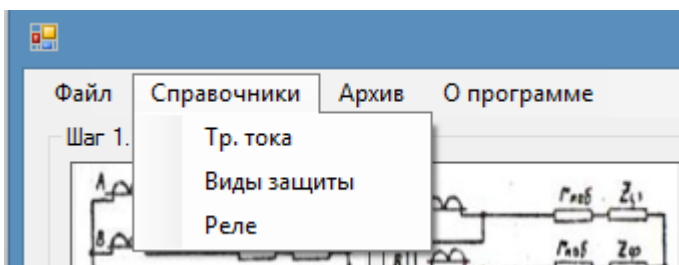 Файл Справочники Архив О программе
Шаг 1.
Тр. тока
Виды защиты
Реле
A
B